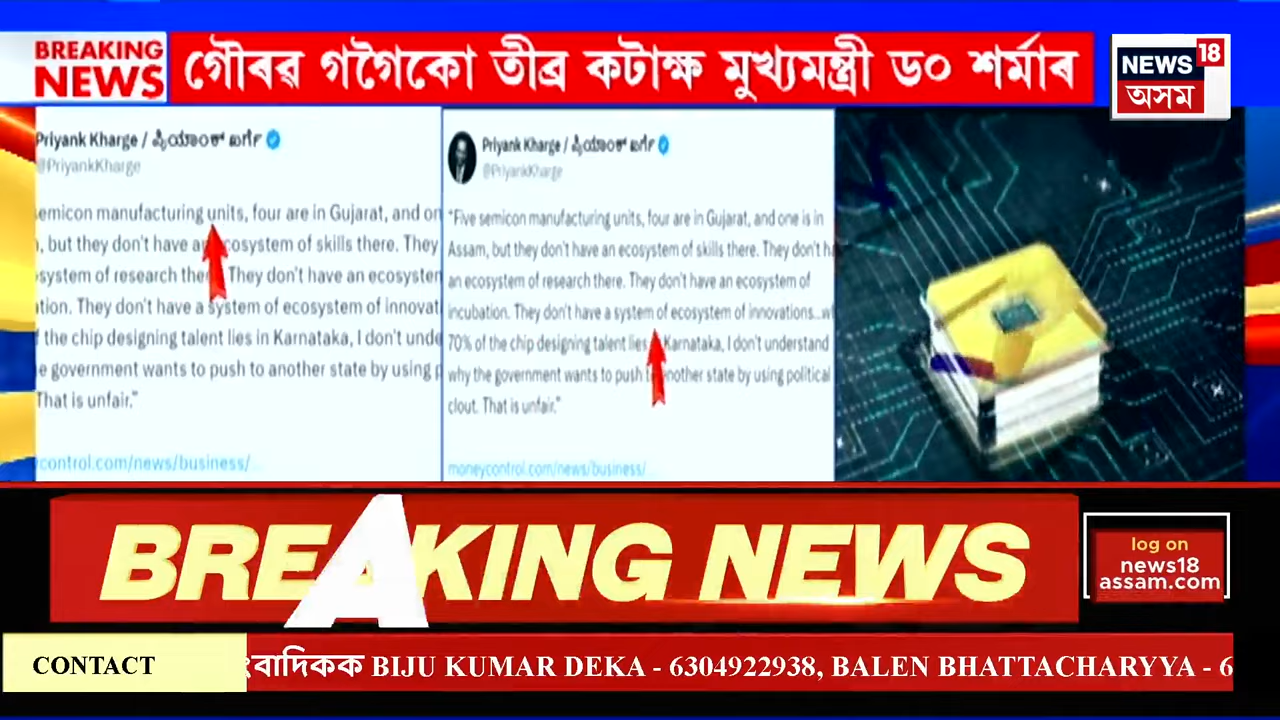 BREAKING
NEWS
গৌৰৱ গগৈকো তীব্ৰ কটাক্ষ মুখ্যমন্ত্ৰী ড০ শৰ্মাৰ
NEWS 18
অসম
Priyank Kharge / ಪ್ರಿಯಾಂಕ್ ಖರ್ಗೆ
@PriyankKharge
semicon manufacturing units, four are in Gujarat, and on
, but they don't have an ecosystem of skills there. They
system of research there. They don't have an ecosystem
tion. They don't have a system of ecosystem of innovat
the chip designing talent lies in Karnataka, I don't unde
e government wants to push to another state by using p
That is unfair."
control.com/news/business/...
Priyank Kharge / ಪ್ರಿಯಾಂಕ್ ಖರ್ಗೆ
@PriyankKharge
"Five semicon manufacturing units, four are in Gujarat, and one is in
Assam, but they don't have an ecosystem of skills there. They don't ha
an ecosystem of research there. They don't have an ecosystem of
incubation. They don't have a system of ecosystem of innovations...w
70% of the chip designing talent lies in Karnataka, I don't understand
why the government wants to push to another state by using political
clout. That is unfair."
moneycontrol.com/news/business/...
BREAKING NEWS
log on
news18
assam.com
CONTACT
ংবাদিকক BIJU KUMAR DEKA - 6304922938, BALEN BHATTACHARYYA - 6